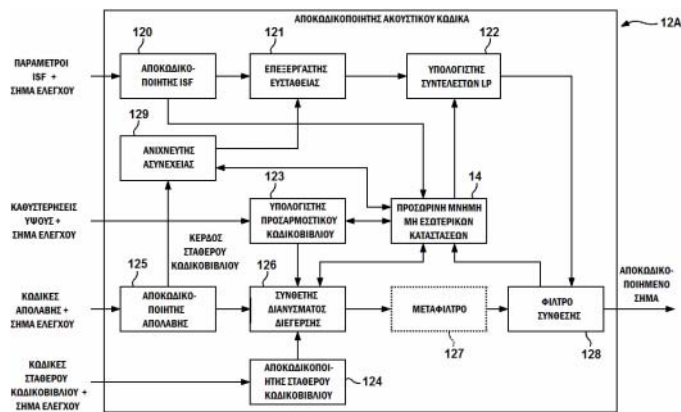 ΑΠΟΚΩΔΙΚΟΠΟΙΗΤΗΣ ΑΚΟΥΣΤΙΚΟΥ ΚΩΔΙΚΑ
12A
120
121
122
ΠΑΡΑΜΕΤΡΟΙ
ISF +
ΣΗΜΑ ΕΛΕΓΧΟΥ
ΑΠΟΚΩΔΙΚΟ-
ΠΟΙΗΤΗΣ ISF
ΕΠΕΞΕΡΓΑΣΤΗΣ
ΕΥΣΤΑΘΕΙΑΣ
ΥΠΟΛΟΓΙΣΤΗΣ
ΣΥΝΤΕΛΕΣΤΩΝ LP
129
ΑΝΙΧΝΕΥΤΗΣ
ΑΣΥΝΕΧΕΙΑΣ
123
14
ΚΑΘΥΣΤΕΡΗΣΕΙΣ
ΥΨΟΥΣ +
ΣΗΜΑ ΕΛΕΓΧΟΥ
ΥΠΟΛΟΓΙΣΤΗΣ
ΠΡΟΣΑΡΜΟΣΤΙΚΟΥ
ΚΩΔΙΚΟΒΙΒΛΙΟΥ
ΠΡΟΣΩΡΙΝΗ ΜΝΗΜΗ
ΜΗ ΕΣΩΤΕΡΙΚΩΝ
ΚΑΤΑΣΤΑΣΕΩΝ
ΚΕΡΔΟΣ
ΣΤΑΘΕΡΟΥ
ΚΩΔΙΚΟΒΙΒΛΙΟΥ
125
126
ΚΩΔΙΚΕΣ
ΑΠΟΛΑΒΗΣ +
ΣΗΜΑ ΕΛΕΓΧΟΥ
ΑΠΟΚΩΔΙΚΟ-
ΠΟΙΗΤΗΣ
ΑΠΟΛΑΒΗΣ
ΣΥΝΘΕΤΗΣ
ΔΙΑΝΥΣΜΑΤΟΣ
ΔΙΕΓΕΡΣΗΣ
ΜΕΤΑΦΙΛΤΡΟ
127
ΦΙΛΤΡΟ
ΣΥΝΘΕΣΗΣ
128
ΑΠΟΚΩΔΙΚΟ-
ΠΟΙΗΜΕΝΟ
ΣΗΜΑ
ΚΩΔΙΚΕΣ
ΣΤΑΘΕΡΟΥ
ΚΩΔΙΚΟΒΙΒΛΙΟΥ +
ΣΗΜΑ ΕΛΕΓΧΟΥ
ΑΠΟΚΩΔΙΚΟΠΟΙ-
ΗΤΗΣ ΣΤΑΘΕΡΟΥ
ΚΩΔΙΚΟΒΙΒΛΙΟΥ
124